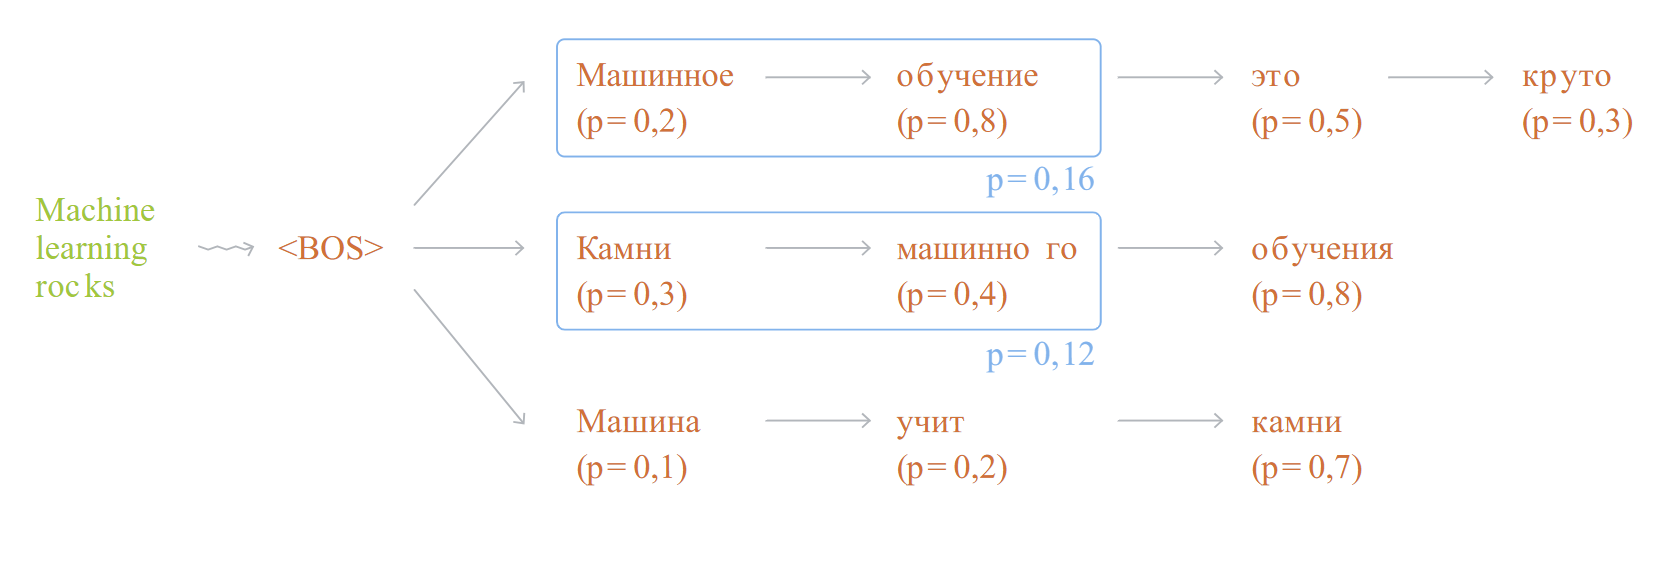 Machine
learning
rocks
<BOS>
Машинное
(p= 0,2)
обучение
(p= 0,8)
p= 0,16
это
(p= 0,5)
круто
(p= 0,3)
Камни
(p= 0,3)
машинно го
(p= 0,4)
p= 0,12
обучения
(p= 0,8)
Машина
(p= 0,1)
учит
(p= 0,2)
камни
(p= 0,7)